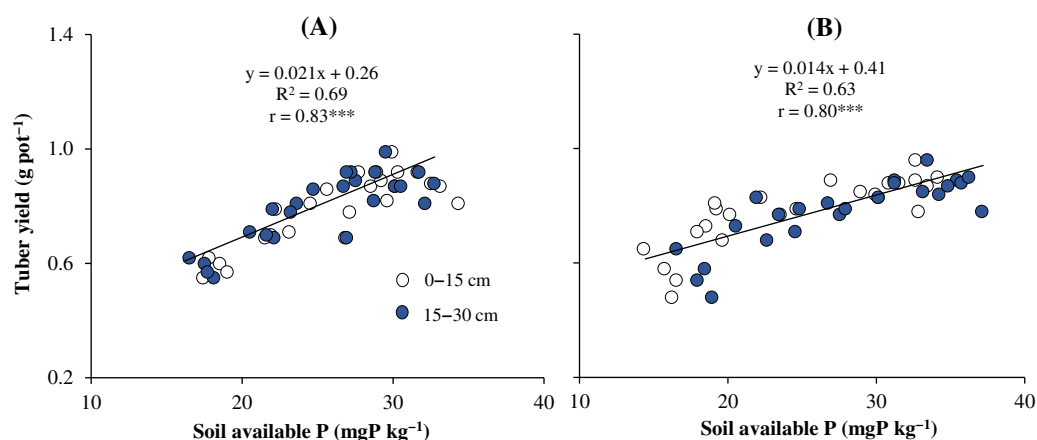 (A)
y = 0.021x + 0.26
R² = 0.69
r = 0.83***
Tuber yield (g pot⁻¹)
1.4
1.0
0.6
0.2
0–15 cm
15–30 cm
10 20 30 40
Soil available P (mgP kg⁻¹)
(B)
y = 0.014x + 0.41
R² = 0.63
r = 0.80***
10 20 30 40
Soil available P (mgP kg⁻¹)